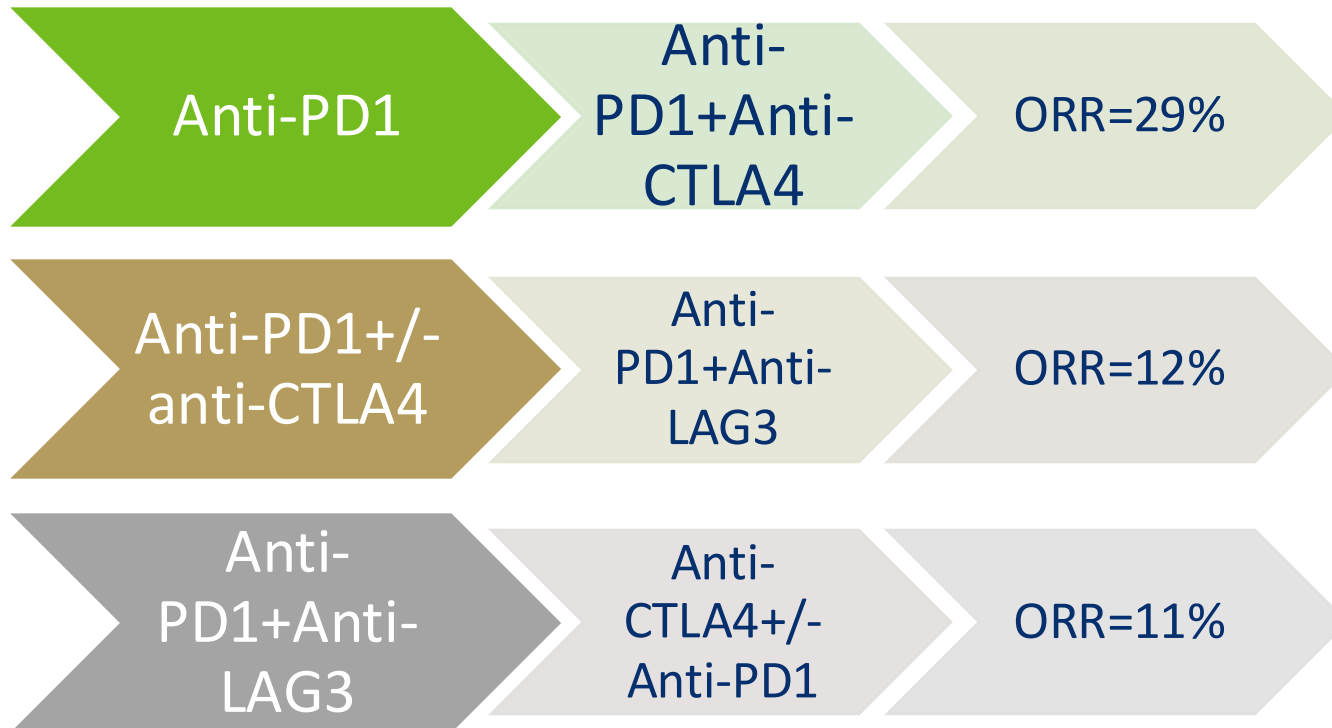 Anti-PD1
Anti-
PD1+Anti-
CTLA4
ORR=29%
Anti-PD1+/-
anti-CTLA4
Anti-
PD1+Anti-
LAG3
ORR=12%
Anti-
PD1+Anti-
LAG3
Anti-
CTLA4+/-
Anti-PD1
ORR=11%